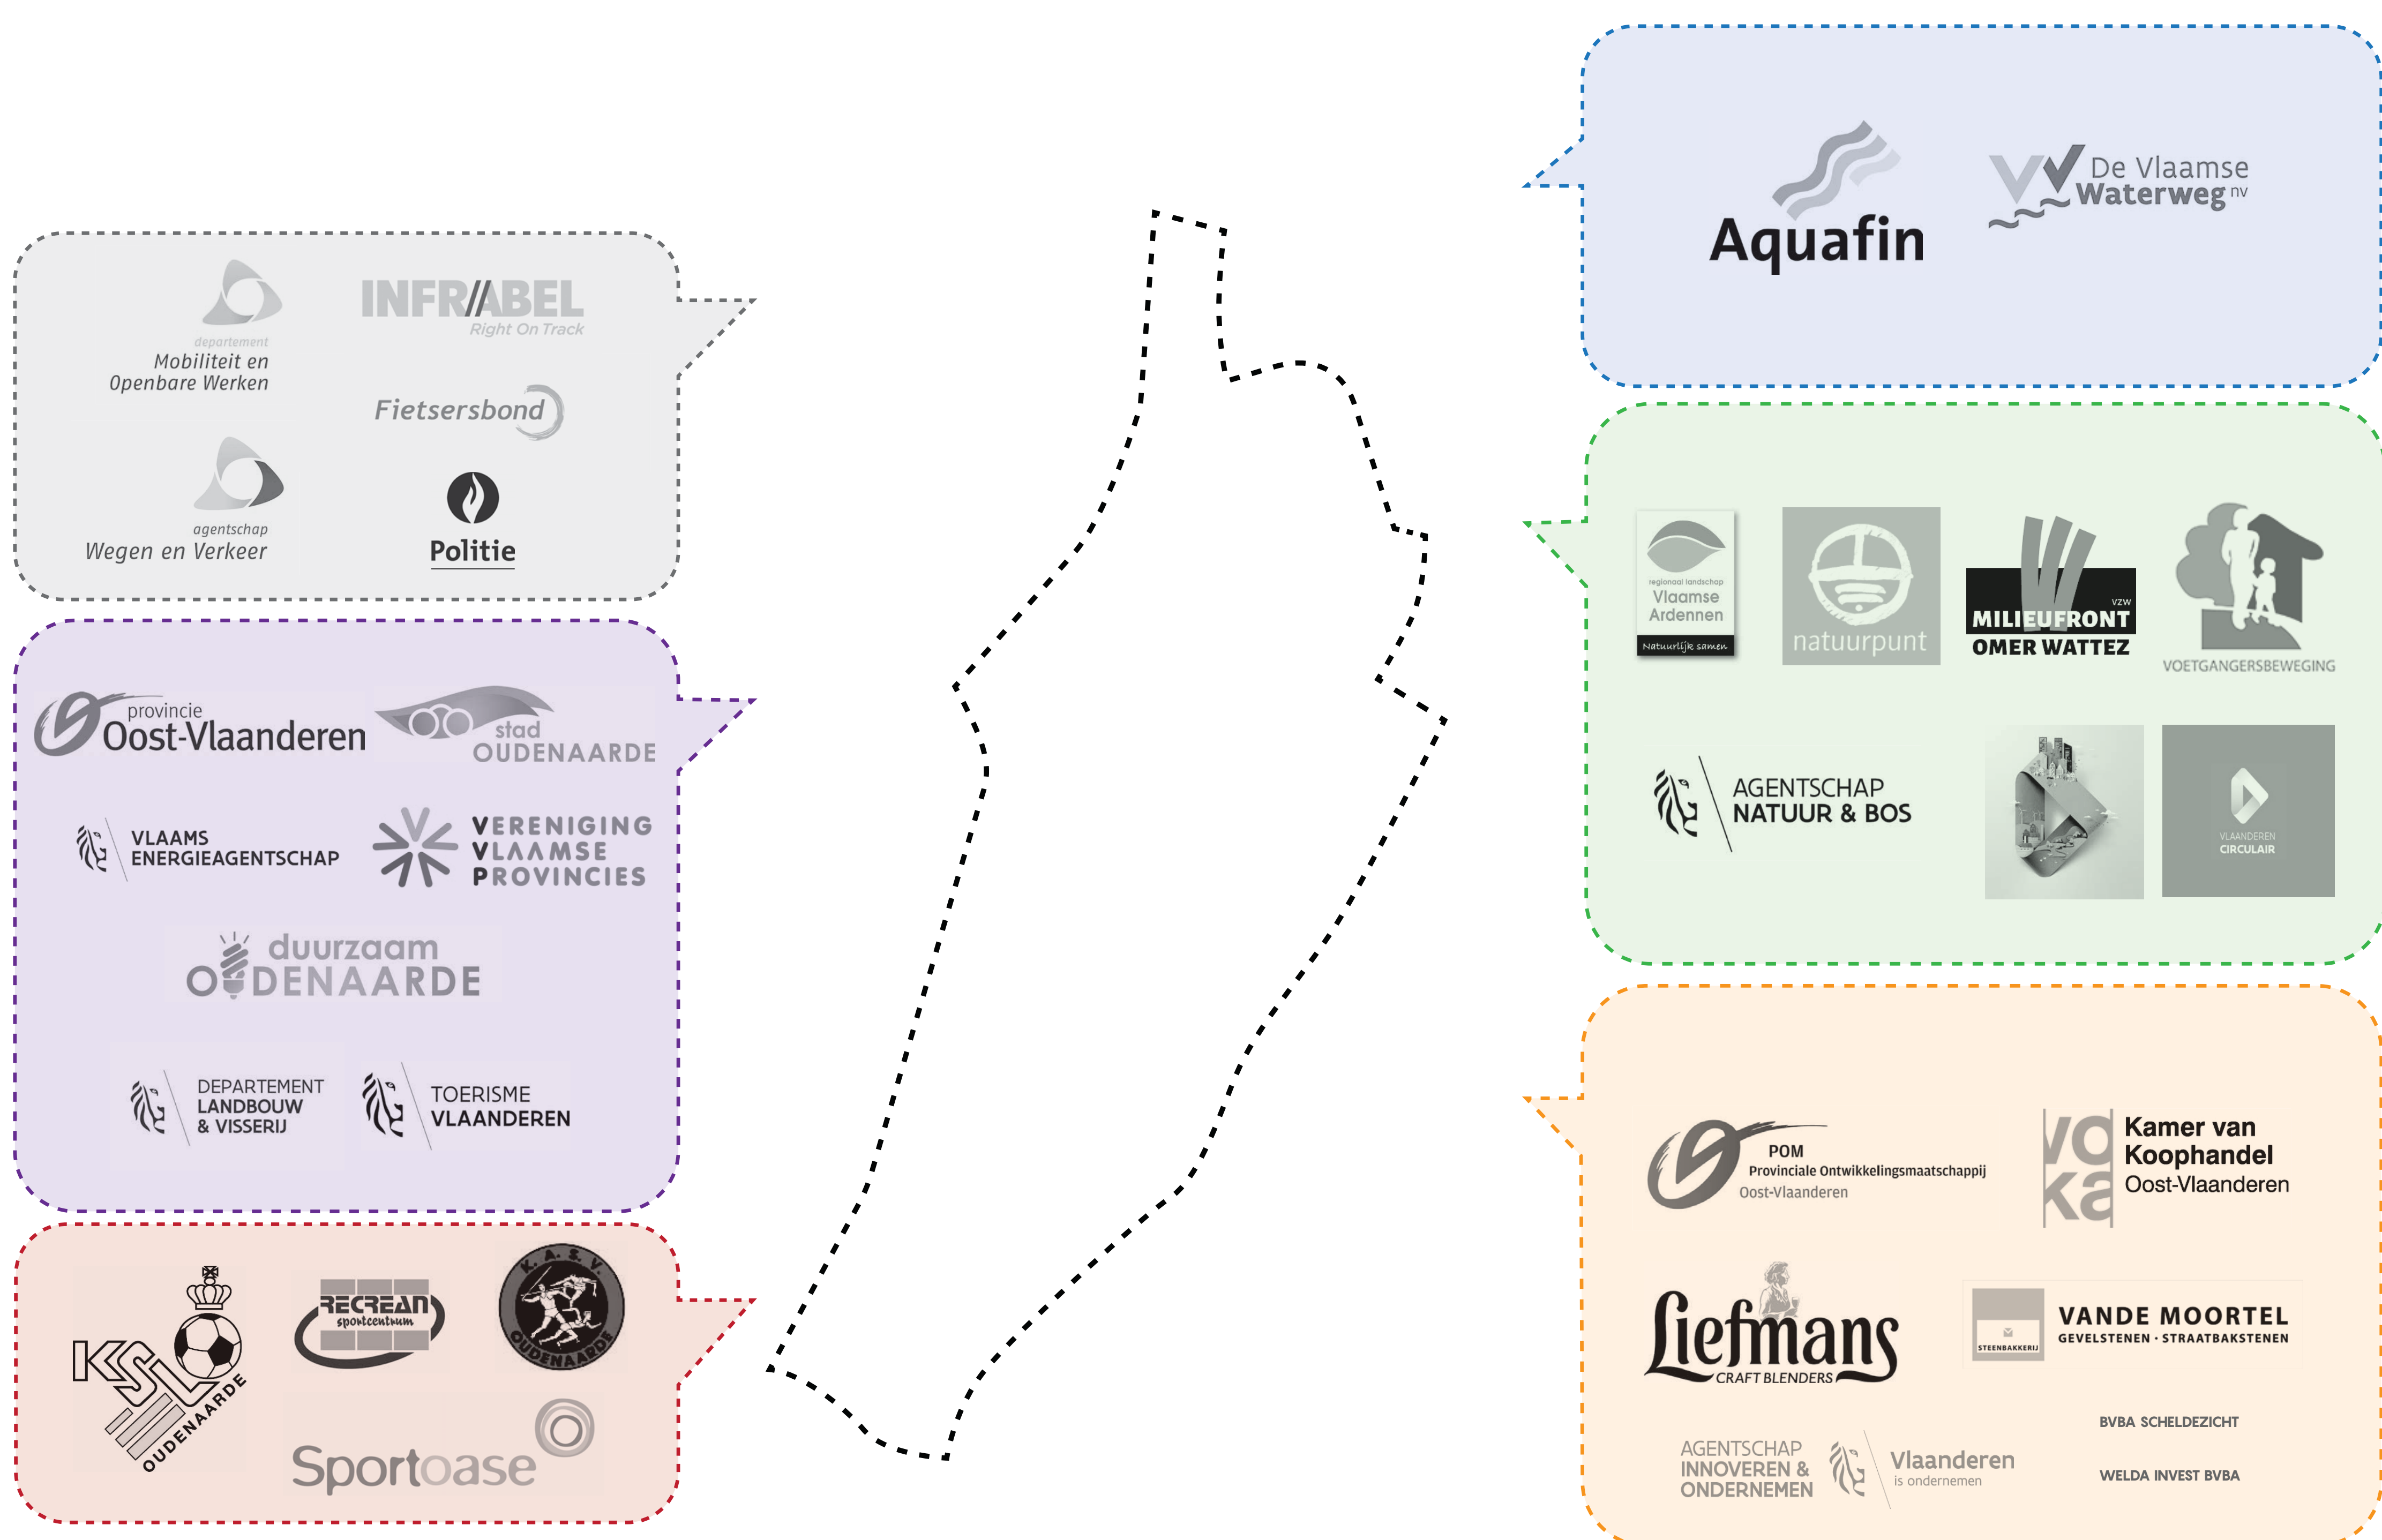 departement
Mobiliteit en
Openbare Werken
INFRABEL
Right On Track
Fietsersbond
agentschap
Wegen en Verkeer
Politie
provincie
Oost-Vlaanderen
stad
OUDENAARDE
VLAAMS
ENERGIEAGENTSCHAP
VERENIGING
VLAAMSE
PROVINCIES
duurzaam
OUDENAARDE
DEPARTEMENT
LANDBOUW
& VISSERIJ
TOERISME
VLAANDEREN
KSV
OUDENAARDE
RECREAN
sportcentrum
K. A. S. V.
OUDENAARDE
Sportoase
Aquafin
De Vlaamse
Waterweg nv
regionaal landschap
Vlaamse
Ardennen
Natuurlijk samen
natuurpunt
vzw
MILIEUFRONT
OMER WATTEZ
VOETGANGERSBEWEGING
AGENTSCHAP
NATUUR & BOS
VLAANDEREN
CIRCULAIR
POM
Provinciale Ontwikkelingsmaatschappij
Oost-Vlaanderen
voka
Kamer van
Koophandel
Oost-Vlaanderen
Liefmans
CRAFT BLENDERS
STEENBAKKERIJ
VANDE MOORTEL
GEVELSTENEN · STRAATBAKSTENEN
AGENTSCHAP
INNOVEREN &
ONDERNEMEN
Vlaanderen
is ondernemen
BVBA SCHELDEZICHT
WELDA INVEST BVBA